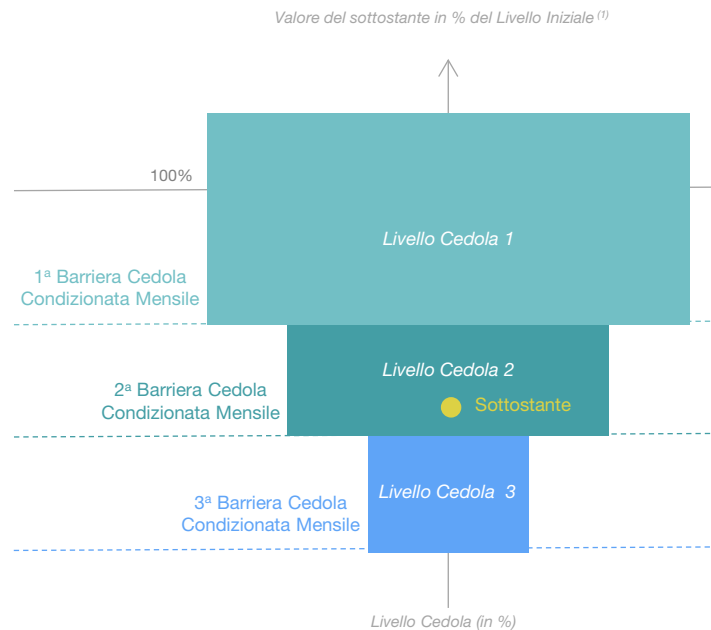 Valore del sottostante in % del Livello Iniziale (1)
100%
Livello Cedola 1
1ª Barriera Cedola
Condizionata Mensile
Livello Cedola 2
2ª Barriera Cedola
Condizionata Mensile
Sottostante
Livello Cedola 3
3ª Barriera Cedola
Condizionata Mensile
Livello Cedola (in %)